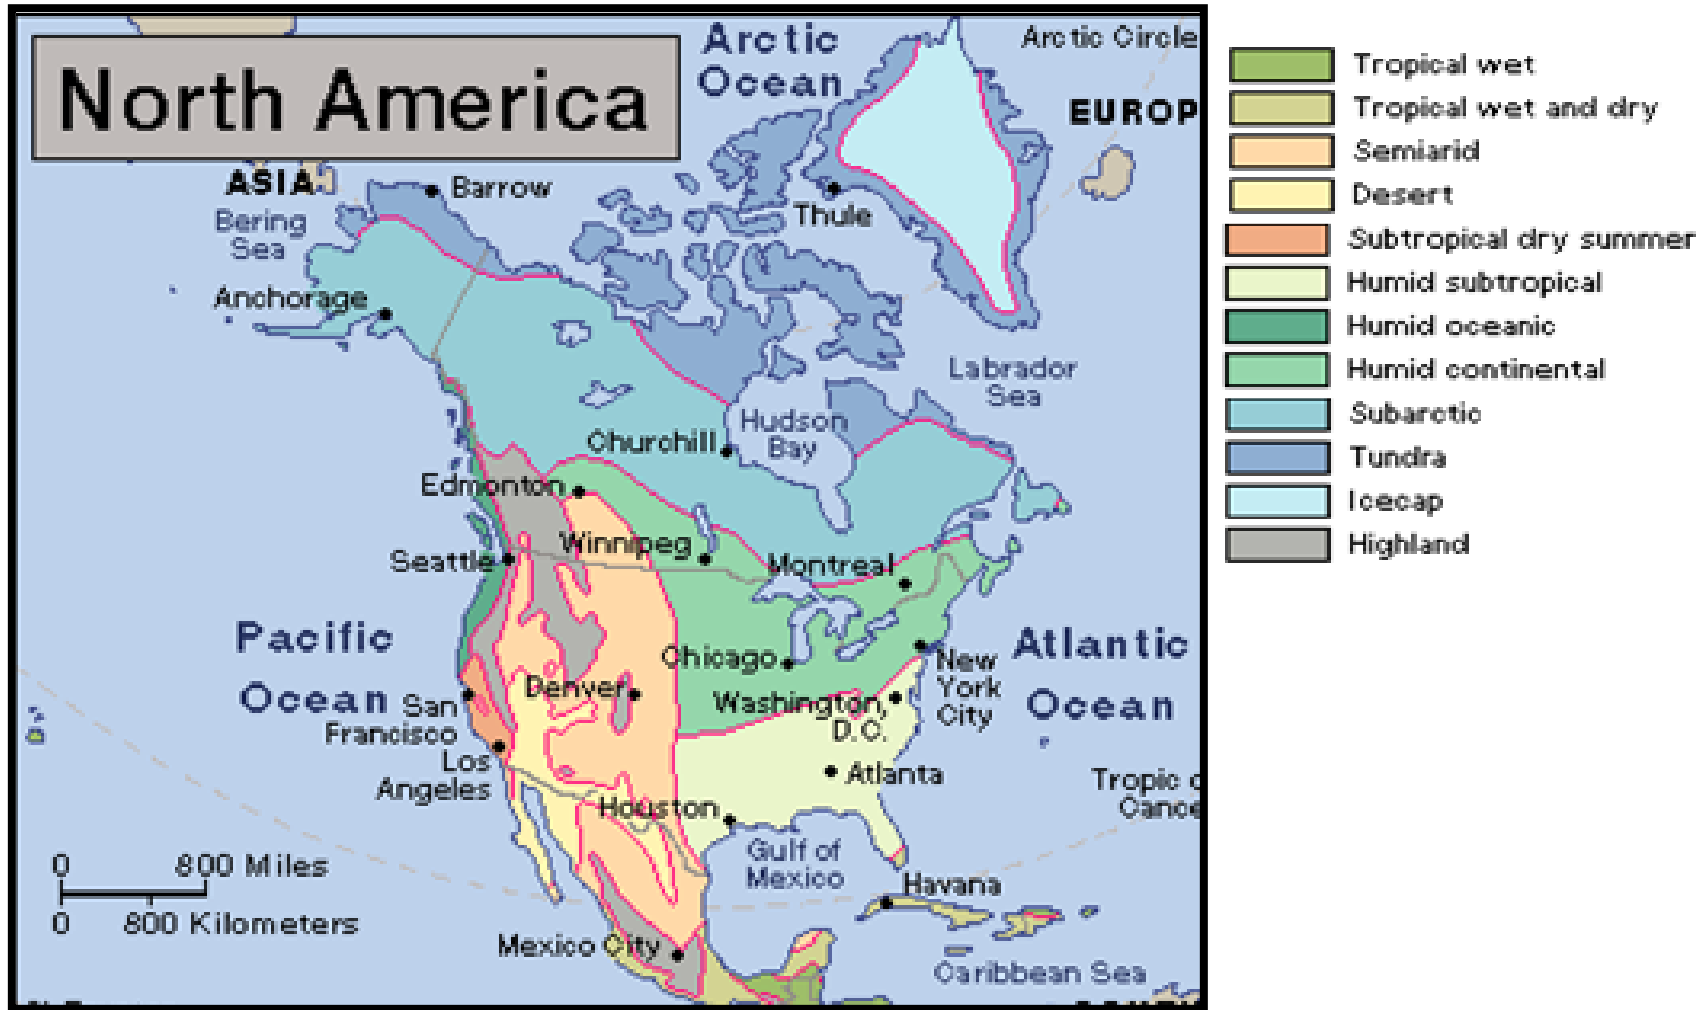 North America
Arctic
Ocean
Arctic Circle
EUROP
ASIA
Barrow
Bering
Sea
Thule
Anchorage
Labrador
Sea
Hudson
Bay
Churchill
Edmonton
Winnipeg
Seattle
Montreal
Pacific
Ocean
Atlantic
Ocean
Chicago
New
York
City
Denver
Washington,
D.C.
San
Francisco
Los
Angeles
Atlanta
Houston
Tropic o
Cance
Gulf of
Mexico
Havana
0 800 Miles
0 800 Kilometers
Mexico City
Caribbean Sea
Tropical wet
Tropical wet and dry
Semiarid
Desert
Subtropical dry summer
Humid subtropical
Humid oceanic
Humid continental
Subarctic
Tundra
Icecap
Highland